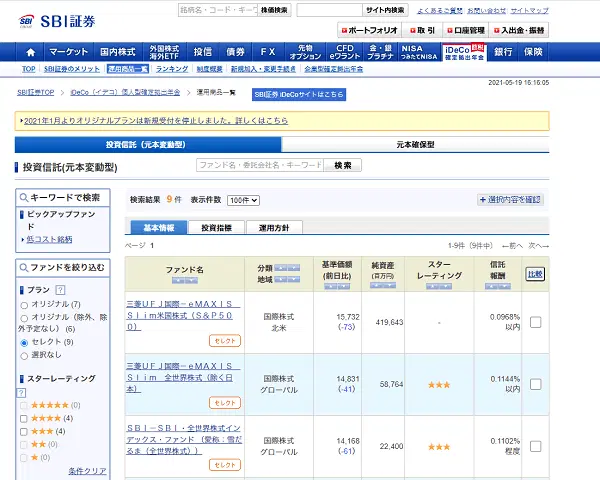 銘柄名・コード・キー
株価検索
サイト内検索
よくあるご質問
お問い合わせ
サイトマップ
SBI証券
ポートフォリオ
取 引
口座管理
入出金・振替
マーケット
国内株式
外国株式
海外ETF
投信
債券
ＦＸ
先物
オプション
CFD
eワラント
金・銀
プラチナ
NISA
つみたてNISA
iDeCo
確定拠出年金
銀行
保険
TOP
SBI証券のメリット
運用商品一覧
ランキング
制度概要
新規加入・変更手続き
企業型確定拠出年金
2021-05-19 16:16:05
SBI証券TOP > iDeCo（イデコ）個人型確定拠出年金 > 運用商品一覧
SBI証券 iDeCoサイトはこちら
2021年1月よりオリジナルプランは新規受付を停止しました。詳しくはこちら
投資信託（元本変動型）
元本確保型
投資信託(元本変動型)
ファンド名・委託会社名・キーワード
検 索
キーワードで検索
ピックアップファン
ド
低コスト銘柄
ファンドを絞り込む
プラン ?
オリジナル (7)
オリジナル（除外、除
外予定なし） (6)
セレクト (9)
選択なし
スターレーティング
?
★★★★★ (0)
★★★★ (4)
★★★ (4)
★★ (0)
★ (0)
条件クリア
検索結果 9 件 表示件数 100件
+ 選択内容を確認
基本情報
投資指標
運用方針
ページ 1
1-9件（9件中） ←前へ 次へ→
ファンド名
分類
地域
基準価額
(前日比)
純資産
(百万円)
スター
レーティング
信託
報酬
比較
三菱ＵＦＪ国際－ｅＭＡＸＩＳ
Ｓｌｉｍ米国株式（Ｓ＆Ｐ５０
０）
セレクト
国際株式
北米
15,732
(-73)
419,643
-
0.0968%
以内
三菱ＵＦＪ国際－ｅＭＡＸＩＳ
Ｓｌｉｍ 全世界株式（除く日
本）
セレクト
国際株式
グローバル
14,831
(-41)
58,764
★★★
0.1144%
以内
ＳＢＩ－ＳＢＩ・全世界株式イン
デックス・ファンド （愛称：雪だ
るま（全世界株式））
セレクト
国際株式
グローバル
14,168
(-61)
22,400
★★★
0.1102%
程度